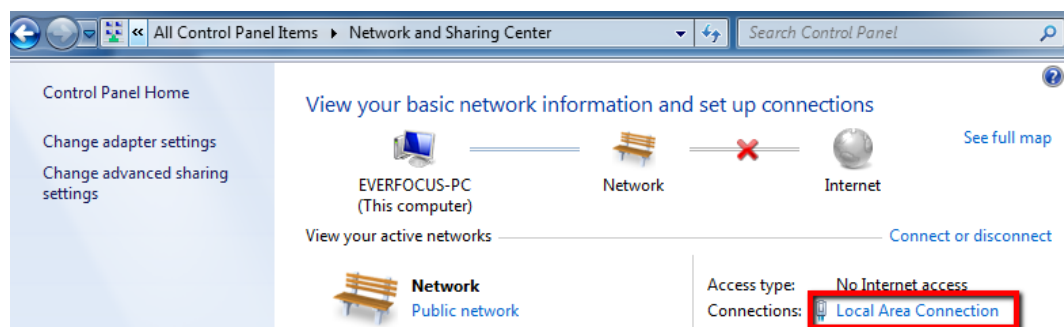 « All Control Panel Items ▸ Network and Sharing Center Search Control Panel
Control Panel Home
View your basic network information and set up connections
Change adapter settings
See full map
Change advanced sharing
settings
EVERFOCUS-PC Network Internet
(This computer)
View your active networks Connect or disconnect
Network Access type: No Internet access
Public network Connections: Local Area Connection